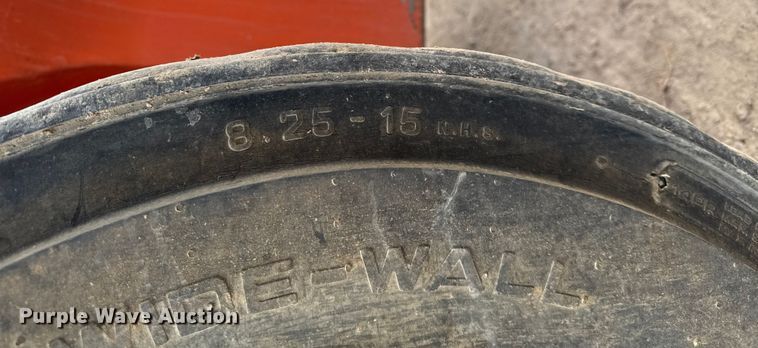 8.25-15 N.H.S.
WIDE-WALL
Purple Wave Auction